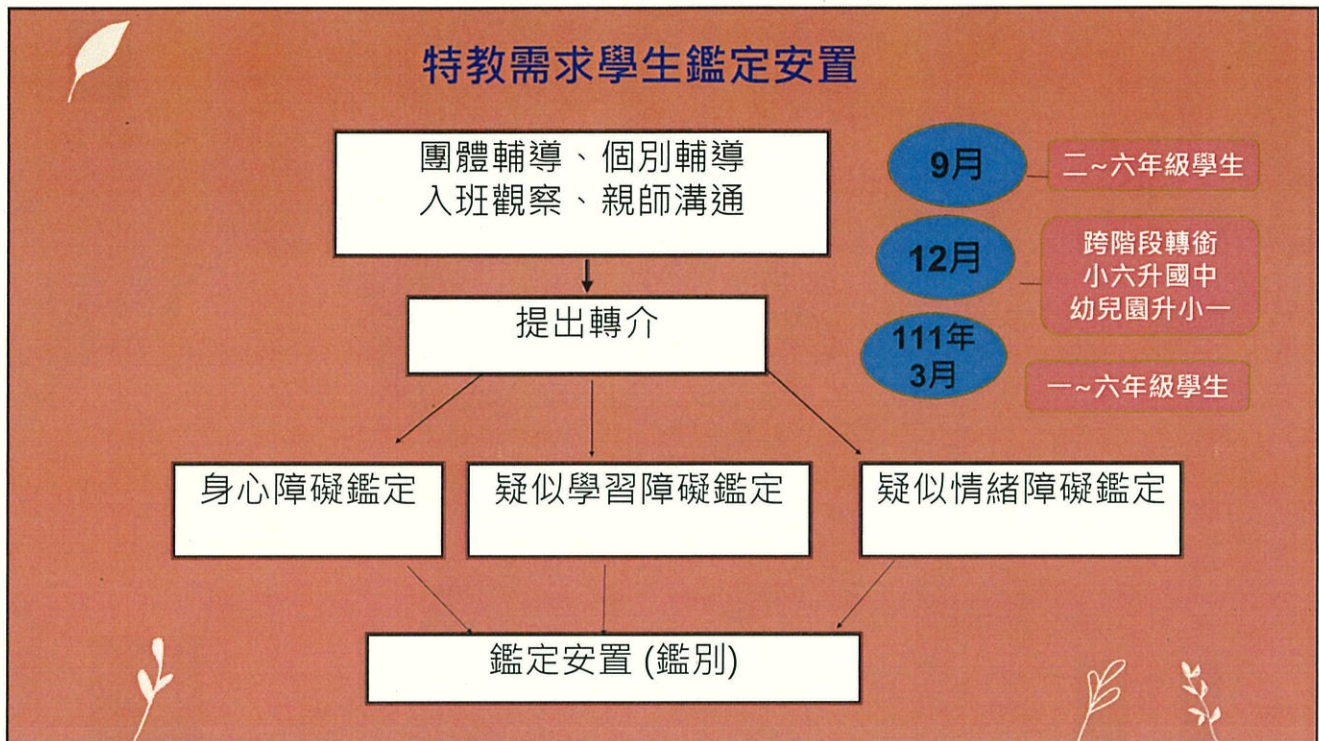 特教需求學生鑑定安置
團體輔導、個別輔導
入班觀察、親師溝通
提出轉介
身心障礙鑑定
疑似學習障礙鑑定
疑似情緒障礙鑑定
鑑定安置 (鑑別)
9月
二~六年級學生
12月
跨階段轉銜
小六升國中
幼兒園升小一
111年
3月
一~六年級學生